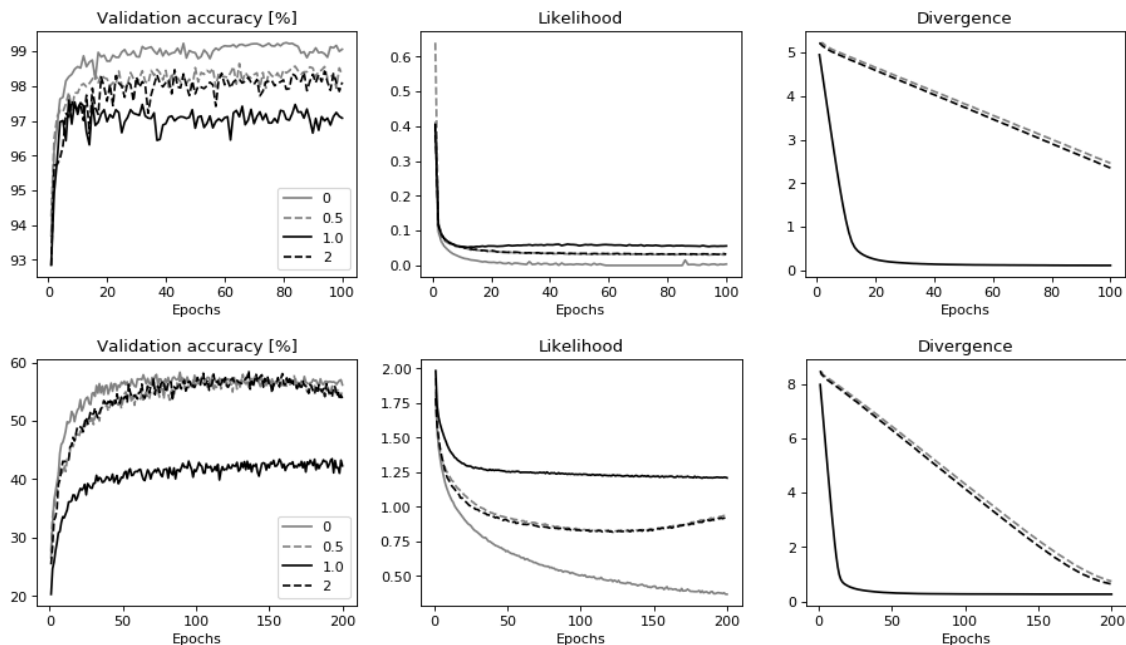 Validation accuracy [%]
Likelihood
Divergence
99
98
97
96
95
94
93
0
0.5
1.0
2
0 20 40 60 80 100
Epochs
0.6
0.5
0.4
0.3
0.2
0.1
0.0
0 20 40 60 80 100
Epochs
5
4
3
2
1
0
0 20 40 60 80 100
Epochs
Validation accuracy [%]
Likelihood
Divergence
60
50
40
30
20
0
0.5
1.0
2
0 50 100 150 200
Epochs
2.00
1.75
1.50
1.25
1.00
0.75
0.50
0 50 100 150 200
Epochs
8
6
4
2
0
0 50 100 150 200
Epochs